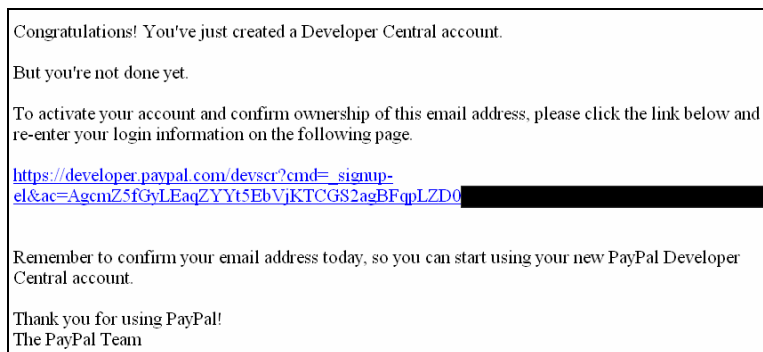 Congratulations! You've just created a Developer Central account.
But you're not done yet.
To activate your account and confirm ownership of this email address, please click the link below and
re-enter your login information on the following page.
https://developer.paypal.com/devscr?cmd=_signup-
el&ac=AgcmZ5fGyLEaqZYYt5EbVjKTCGS2agBFqpLZD0
Remember to confirm your email address today, so you can start using your new PayPal Developer
Central account.
Thank you for using PayPal!
The PayPal Team